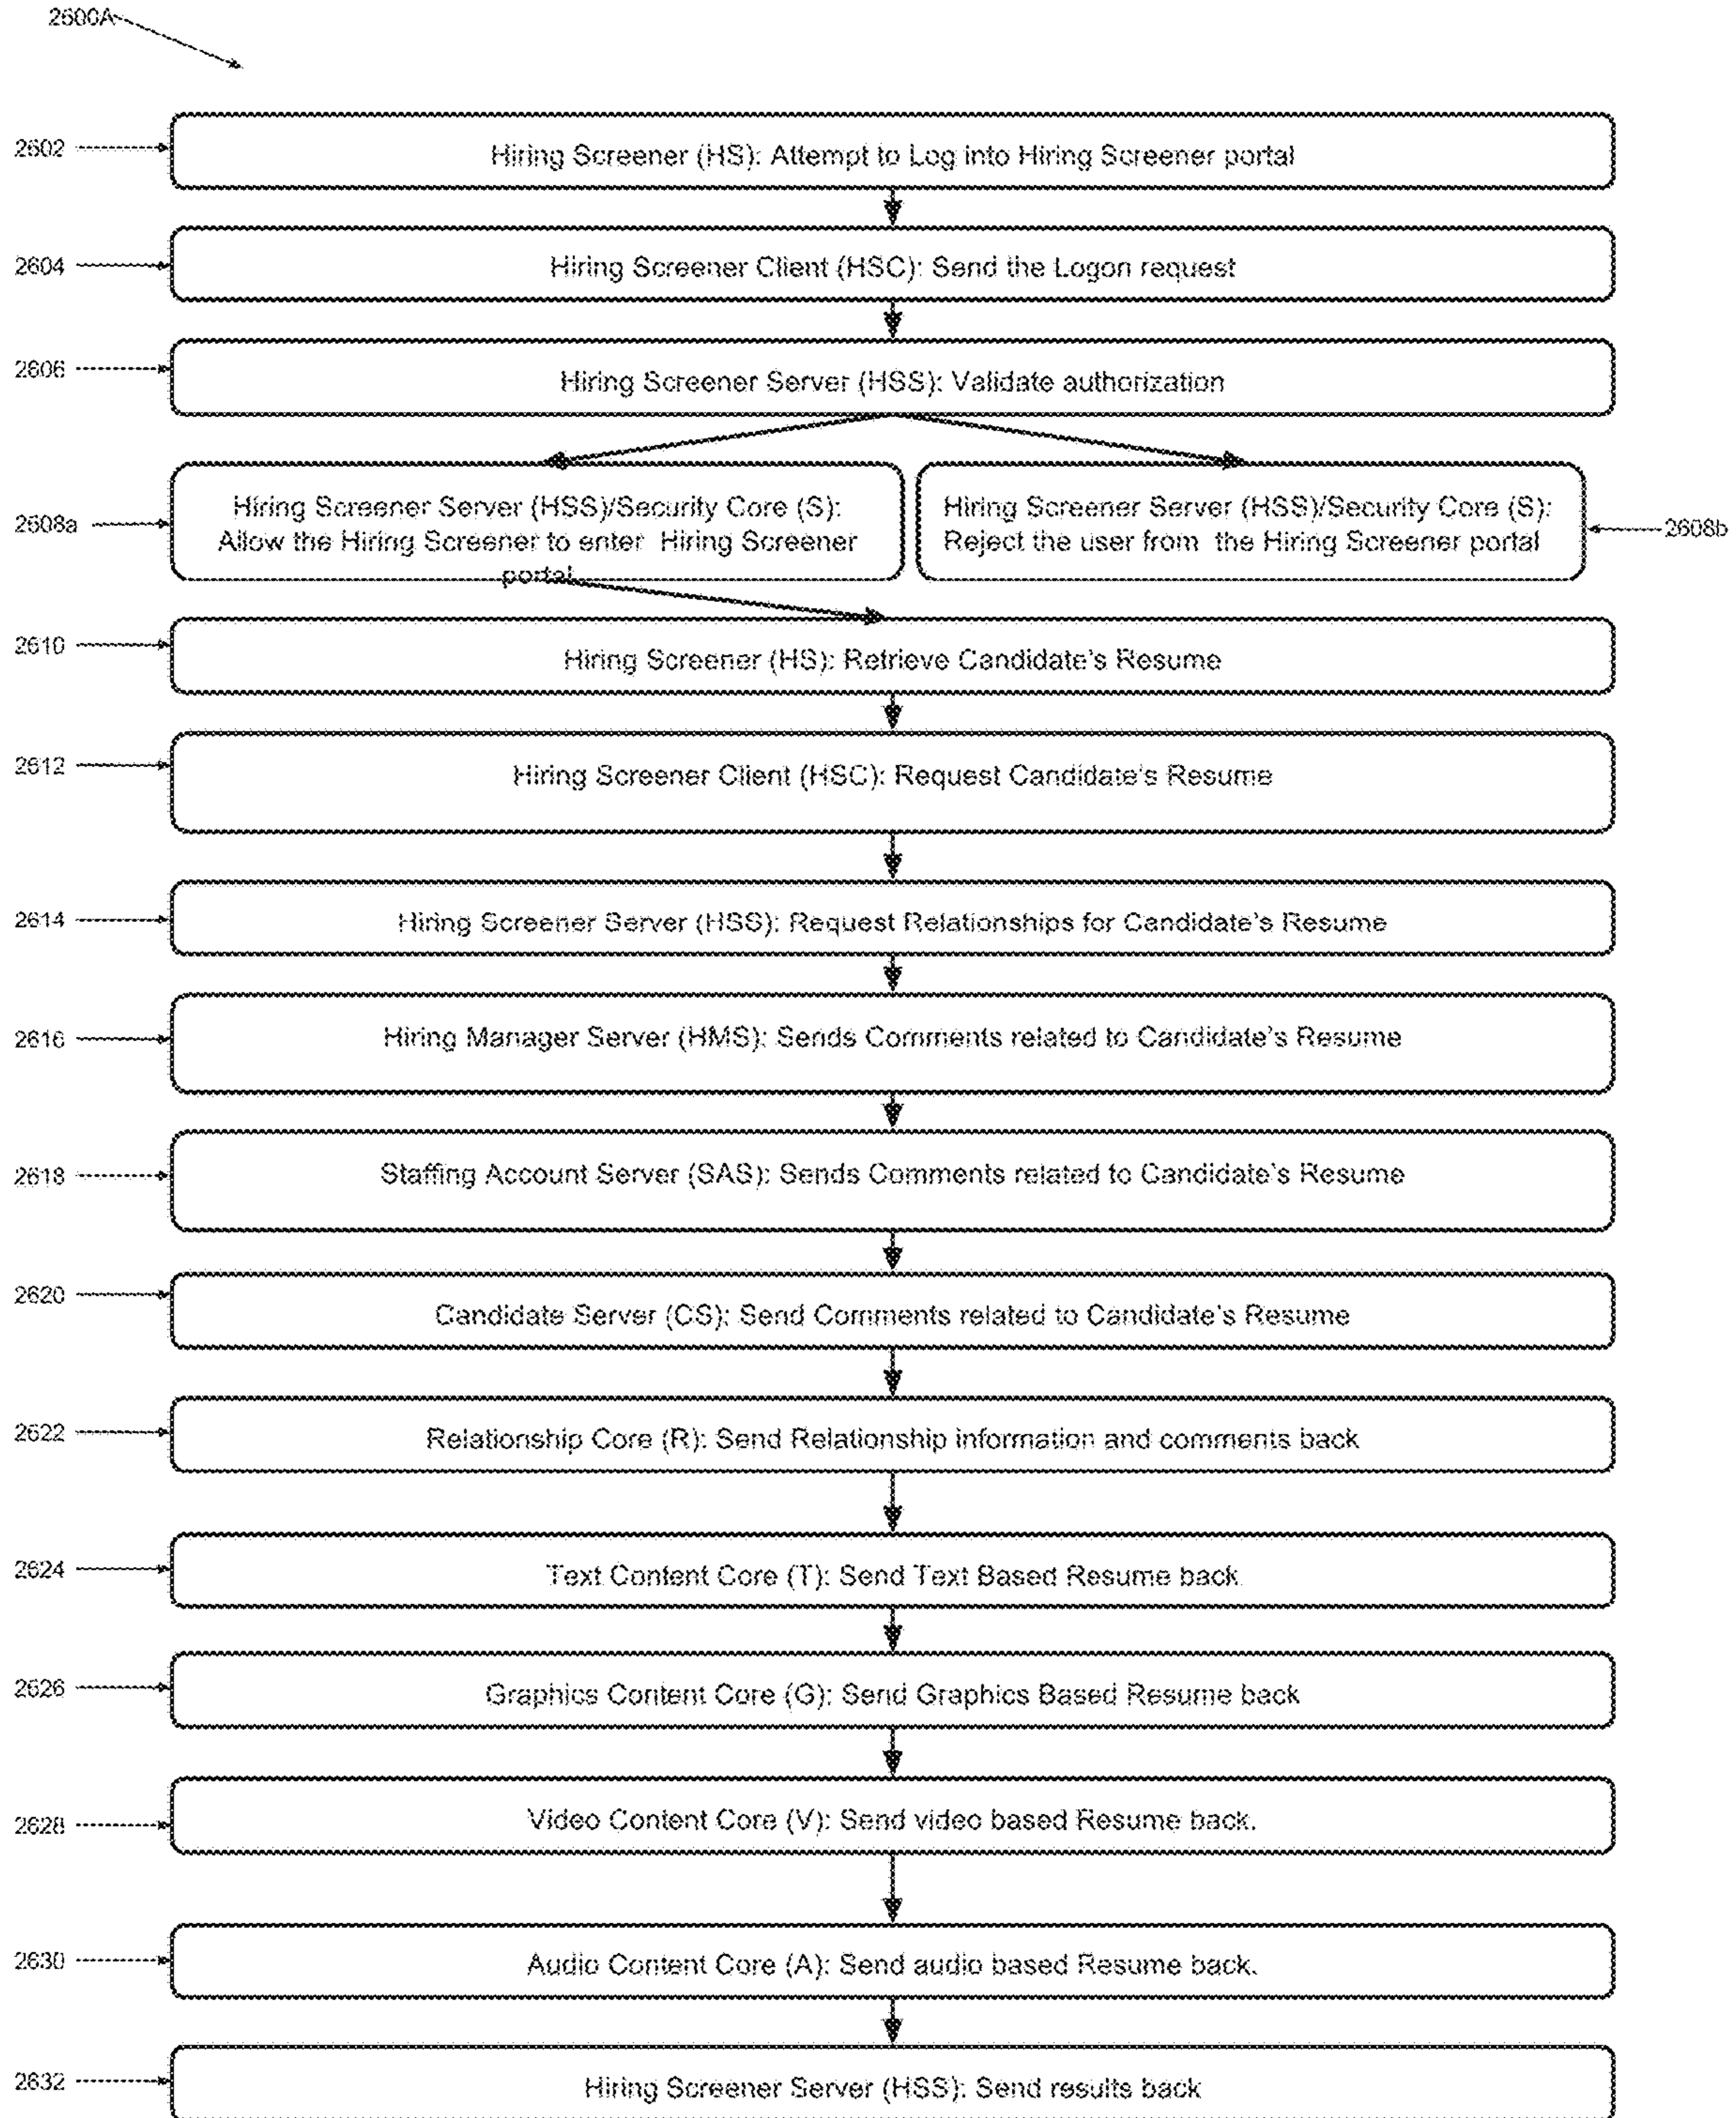 2600A
2602
Hiring Screener (HS): Attempt to Log into Hiring Screener portal
2604
Hiring Screener Client (HSC): Send the Logon request
2606
Hiring Screener Server (HSS): Validate authorization
2608a
Hiring Screener Server (HSS)/Security Core (S):
Allow the Hiring Screener to enter Hiring Screener
portal
Hiring Screener Server (HSS)/Security Core (S):
Reject the user from the Hiring Screener portal
2608b
2610
Hiring Screener (HS): Retrieve Candidate's Resume
2612
Hiring Screener Client (HSC): Request Candidate's Resume
2614
Hiring Screener Server (HSS): Request Relationships for Candidate's Resume
2616
Hiring Manager Server (HMS): Sends Comments related to Candidate's Resume
2618
Staffing Account Server (SAS): Sends Comments related to Candidate's Resume
2620
Candidate Server (CS): Send Comments related to Candidate's Resume
2622
Relationship Core (R): Send Relationship information and comments back
2624
Text Content Core (T): Send Text Based Resume back
2626
Graphics Content Core (G): Send Graphics Based Resume back
2628
Video Content Core (V): Send video based Resume back.
2630
Audio Content Core (A): Send audio based Resume back.
2632
Hiring Screener Server (HSS): Send results back